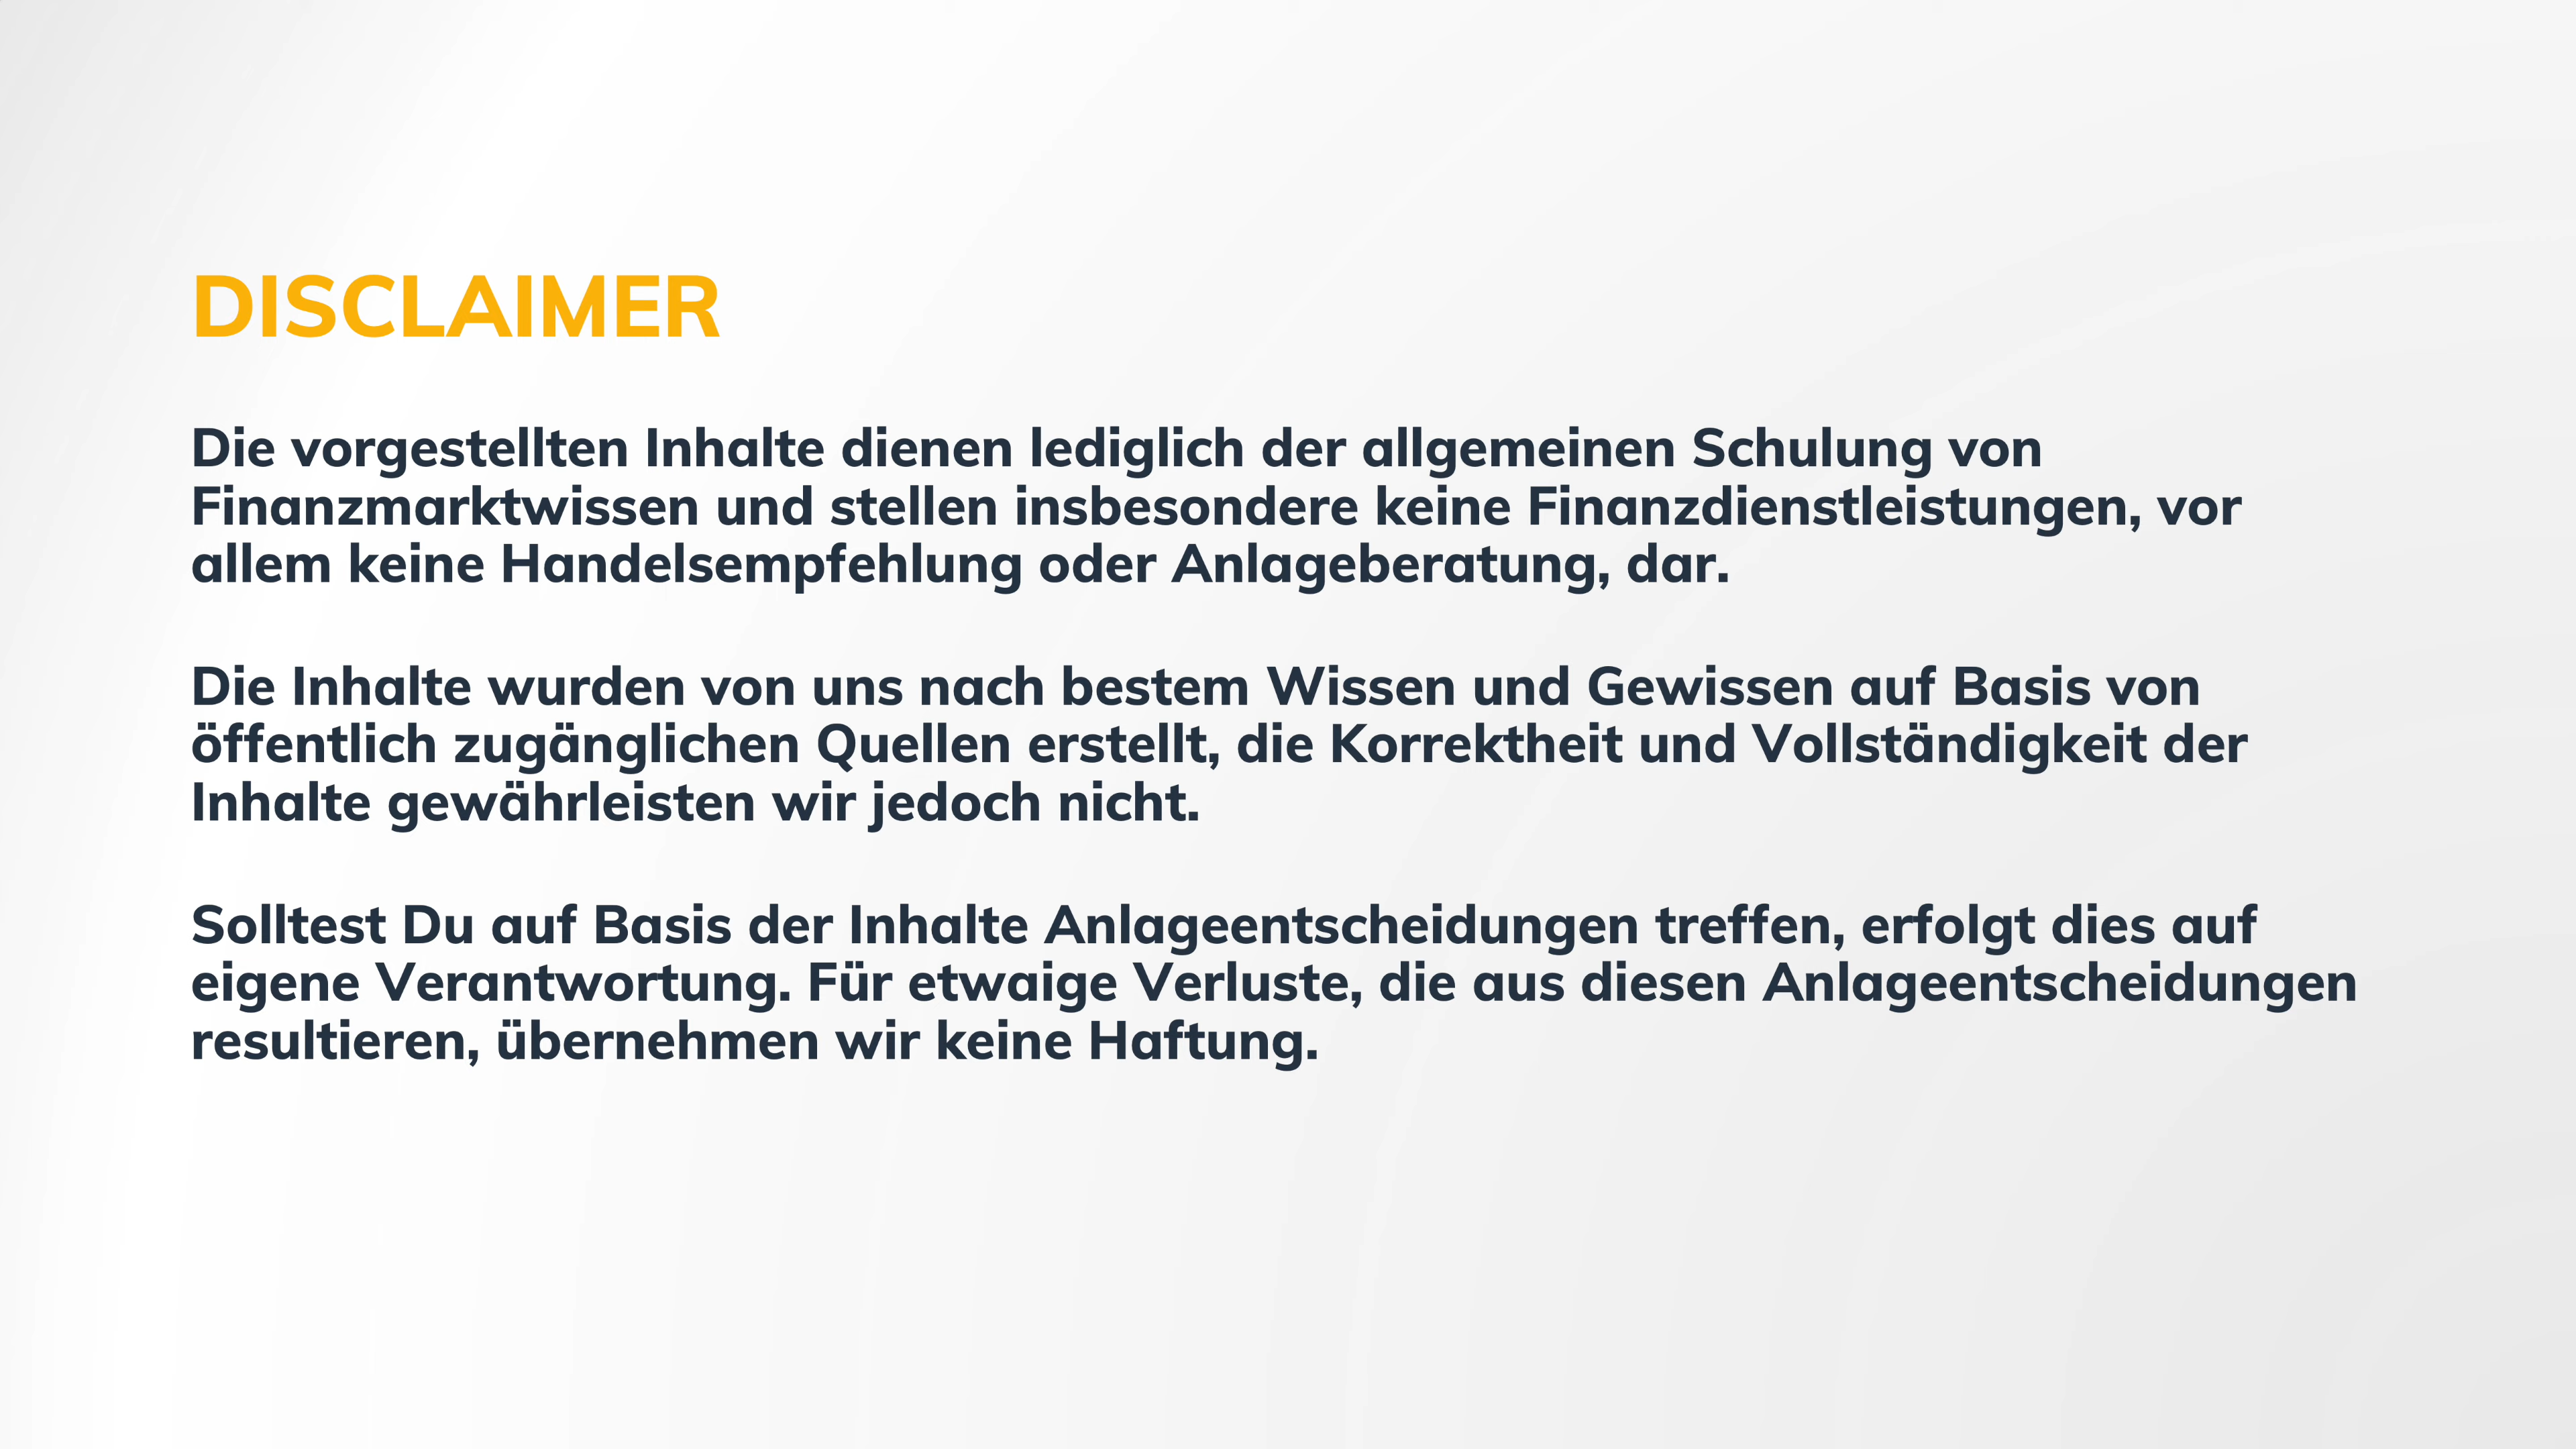 DISCLAIMER
Die vorgestellten Inhalte dienen lediglich der allgemeinen Schulung von
Finanzmarktwissen und stellen insbesondere keine Finanzdienstleistungen, vor
allem keine Handelsempfehlung oder Anlageberatung, dar.
Die Inhalte wurden von uns nach bestem Wissen und Gewissen auf Basis von
öffentlich zugänglichen Quellen erstellt, die Korrektheit und Vollständigkeit der
Inhalte gewährleisten wir jedoch nicht.
Solltest Du auf Basis der Inhalte Anlageentscheidungen treffen, erfolgt dies auf
eigene Verantwortung. Für etwaige Verluste, die aus diesen Anlageentscheidungen
resultieren, übernehmen wir keine Haftung.